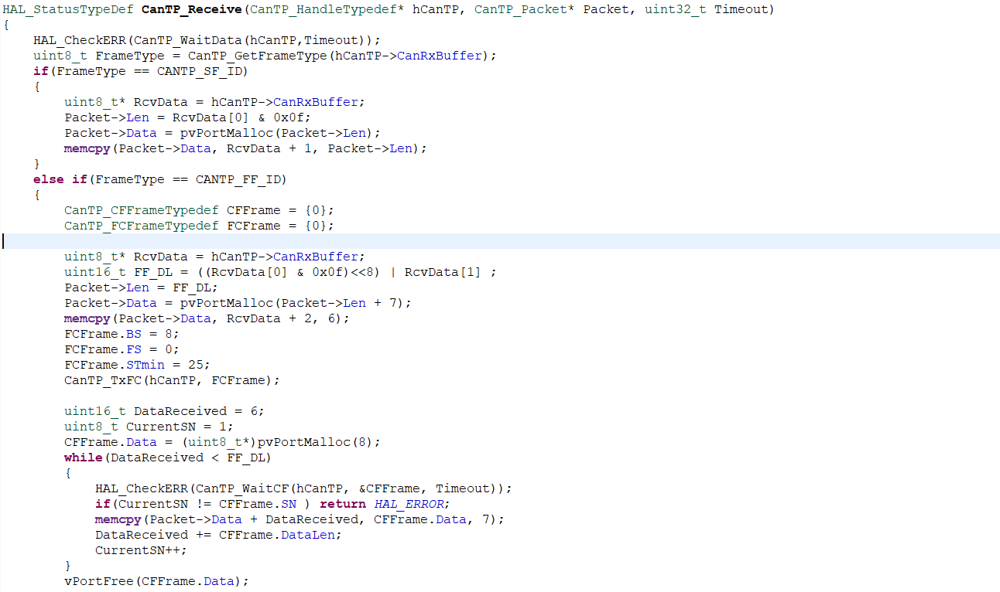 HAL_StatusTypeDef CanTP_Receive(CanTP_HandleTypedef* hCanTP, CanTP_Packet* Packet, uint32_t Timeout)
{
    HAL_CheckERR(CanTP_WaitData(hCanTP,Timeout));
    uint8_t FrameType = CanTP_GetFrameType(hCanTP->CanRxBuffer);
    if(FrameType == CANTP_SF_ID)
    {
        uint8_t* RcvData = hCanTP->CanRxBuffer;
        Packet->Len = RcvData[0] & 0x0f;
        Packet->Data = pvPortMalloc(Packet->Len);
        memcpy(Packet->Data, RcvData + 1, Packet->Len);
    }
    else if(FrameType == CANTP_FF_ID)
    {
        CanTP_CFFrameTypedef CFFrame = {0};
        CanTP_FCFrameTypedef FCFrame = {0};
        uint8_t* RcvData = hCanTP->CanRxBuffer;
        uint16_t FF_DL = ((RcvData[0] & 0x0f)<<8) | RcvData[1] ;
        Packet->Len = FF_DL;
        Packet->Data = pvPortMalloc(Packet->Len + 7);
        memcpy(Packet->Data, RcvData + 2, 6);
        FCFrame.BS = 8;
        FCFrame.FS = 0;
        FCFrame.STmin = 25;
        CanTP_TxFC(hCanTP, FCFrame);
        uint16_t DataReceived = 6;
        uint8_t CurrentSN = 1;
        CFFrame.Data = (uint8_t*)pvPortMalloc(8);
        while(DataReceived < FF_DL)
        {
            HAL_CheckERR(CanTP_WaitCF(hCanTP, &CFFrame, Timeout));
            if(CurrentSN != CFFrame.SN ) return HAL_ERROR;
            memcpy(Packet->Data + DataReceived, CFFrame.Data, 7);
            DataReceived += CFFrame.DataLen;
            CurrentSN++;
        }
        vPortFree(CFFrame.Data);